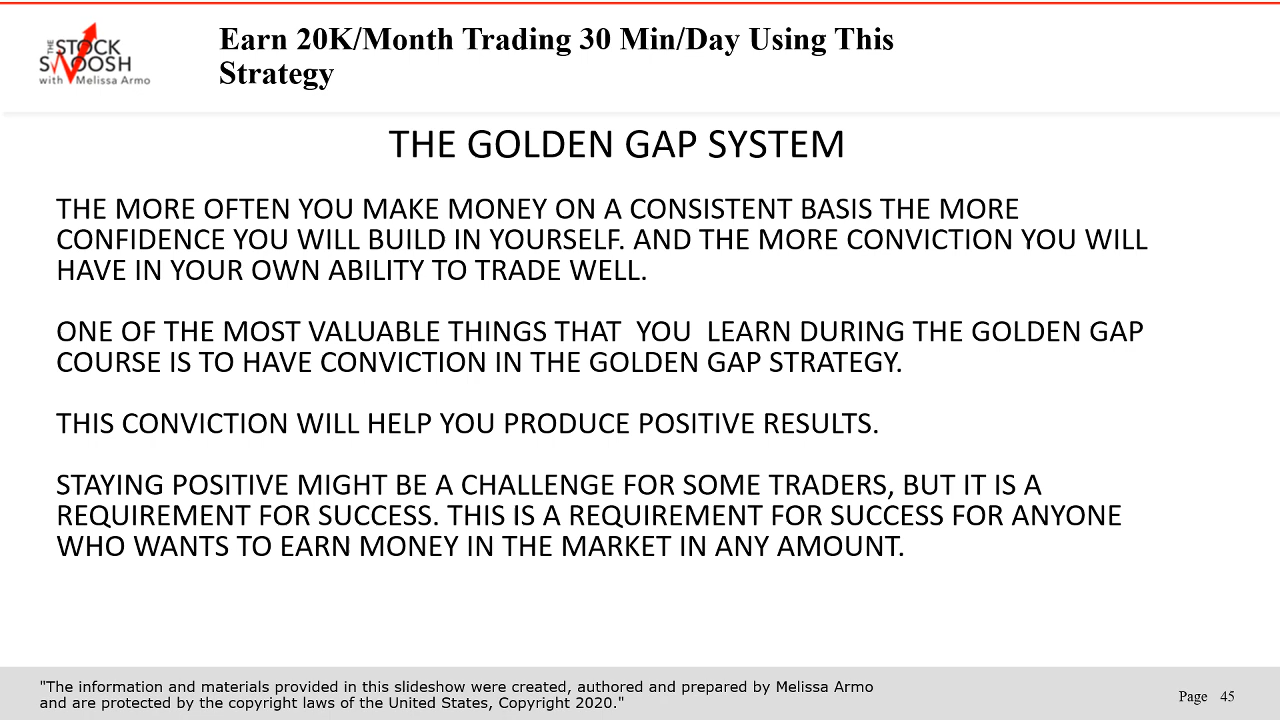 THE STOCK
SWOOSH
with Melissa Armo
Earn 20K/Month Trading 30 Min/Day Using This
Strategy
THE GOLDEN GAP SYSTEM
THE MORE OFTEN YOU MAKE MONEY ON A CONSISTENT BASIS THE MORE
CONFIDENCE YOU WILL BUILD IN YOURSELF. AND THE MORE CONVICTION YOU WILL
HAVE IN YOUR OWN ABILITY TO TRADE WELL.
ONE OF THE MOST VALUABLE THINGS THAT  YOU  LEARN DURING THE GOLDEN GAP
COURSE IS TO HAVE CONVICTION IN THE GOLDEN GAP STRATEGY.
THIS CONVICTION WILL HELP YOU PRODUCE POSITIVE RESULTS.
STAYING POSITIVE MIGHT BE A CHALLENGE FOR SOME TRADERS, BUT IT IS A
REQUIREMENT FOR SUCCESS. THIS IS A REQUIREMENT FOR SUCCESS FOR ANYONE
WHO WANTS TO EARN MONEY IN THE MARKET IN ANY AMOUNT.
"The information and materials provided in this slideshow were created, authored and prepared by Melissa Armo
and are protected by the copyright laws of the United States, Copyright 2020."
Page 45